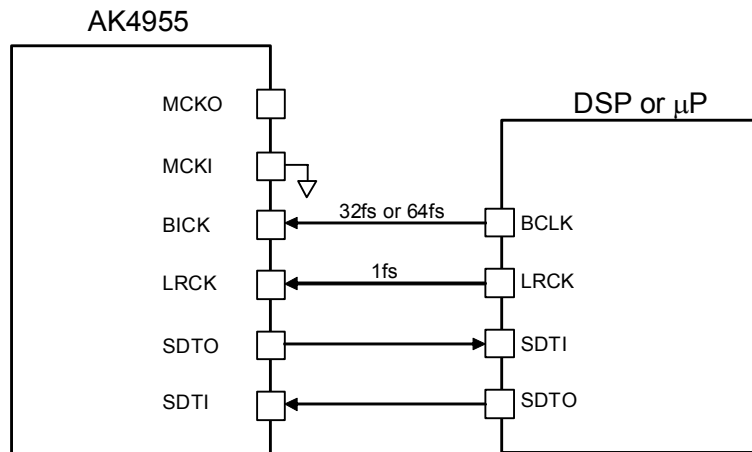 AK4955
DSP or μP
MCKO
MCKI
BICK
32fs or 64fs
BCLK
LRCK
1fs
LRCK
SDTO
SDTI
SDTI
SDTO